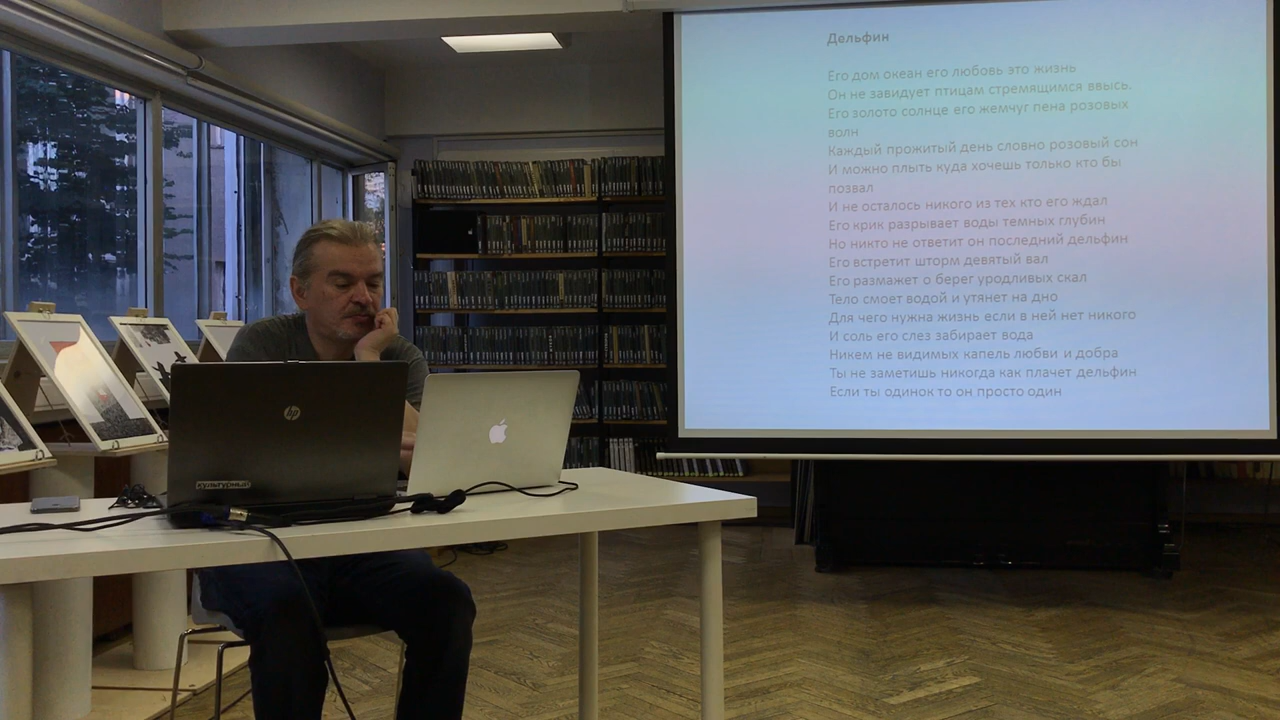 Дельфин
Его дом океан его любовь это жизнь
Он не завидует птицам стремящимся ввысь.
Его золото солнце его жемчуг пена розовых
волн
Каждый прожитый день словно розовый сон
И можно плыть куда хочешь только кто бы
позвал
И не осталось никого из тех кто его ждал
Его крик разрывает воды темных глубин
Но никто не ответит он последний дельфин
Его встретит шторм девятый вал
Его размажет о берег уродливых скал
Тело смоет водой и утянет на дно
Для чего нужна жизнь если в ней нет никого
И соль его слез забирает вода
Никем не видимых капель любви и добра
Ты не заметишь никогда как плачет дельфин
Если ты одинок то он просто один
hp
культурный